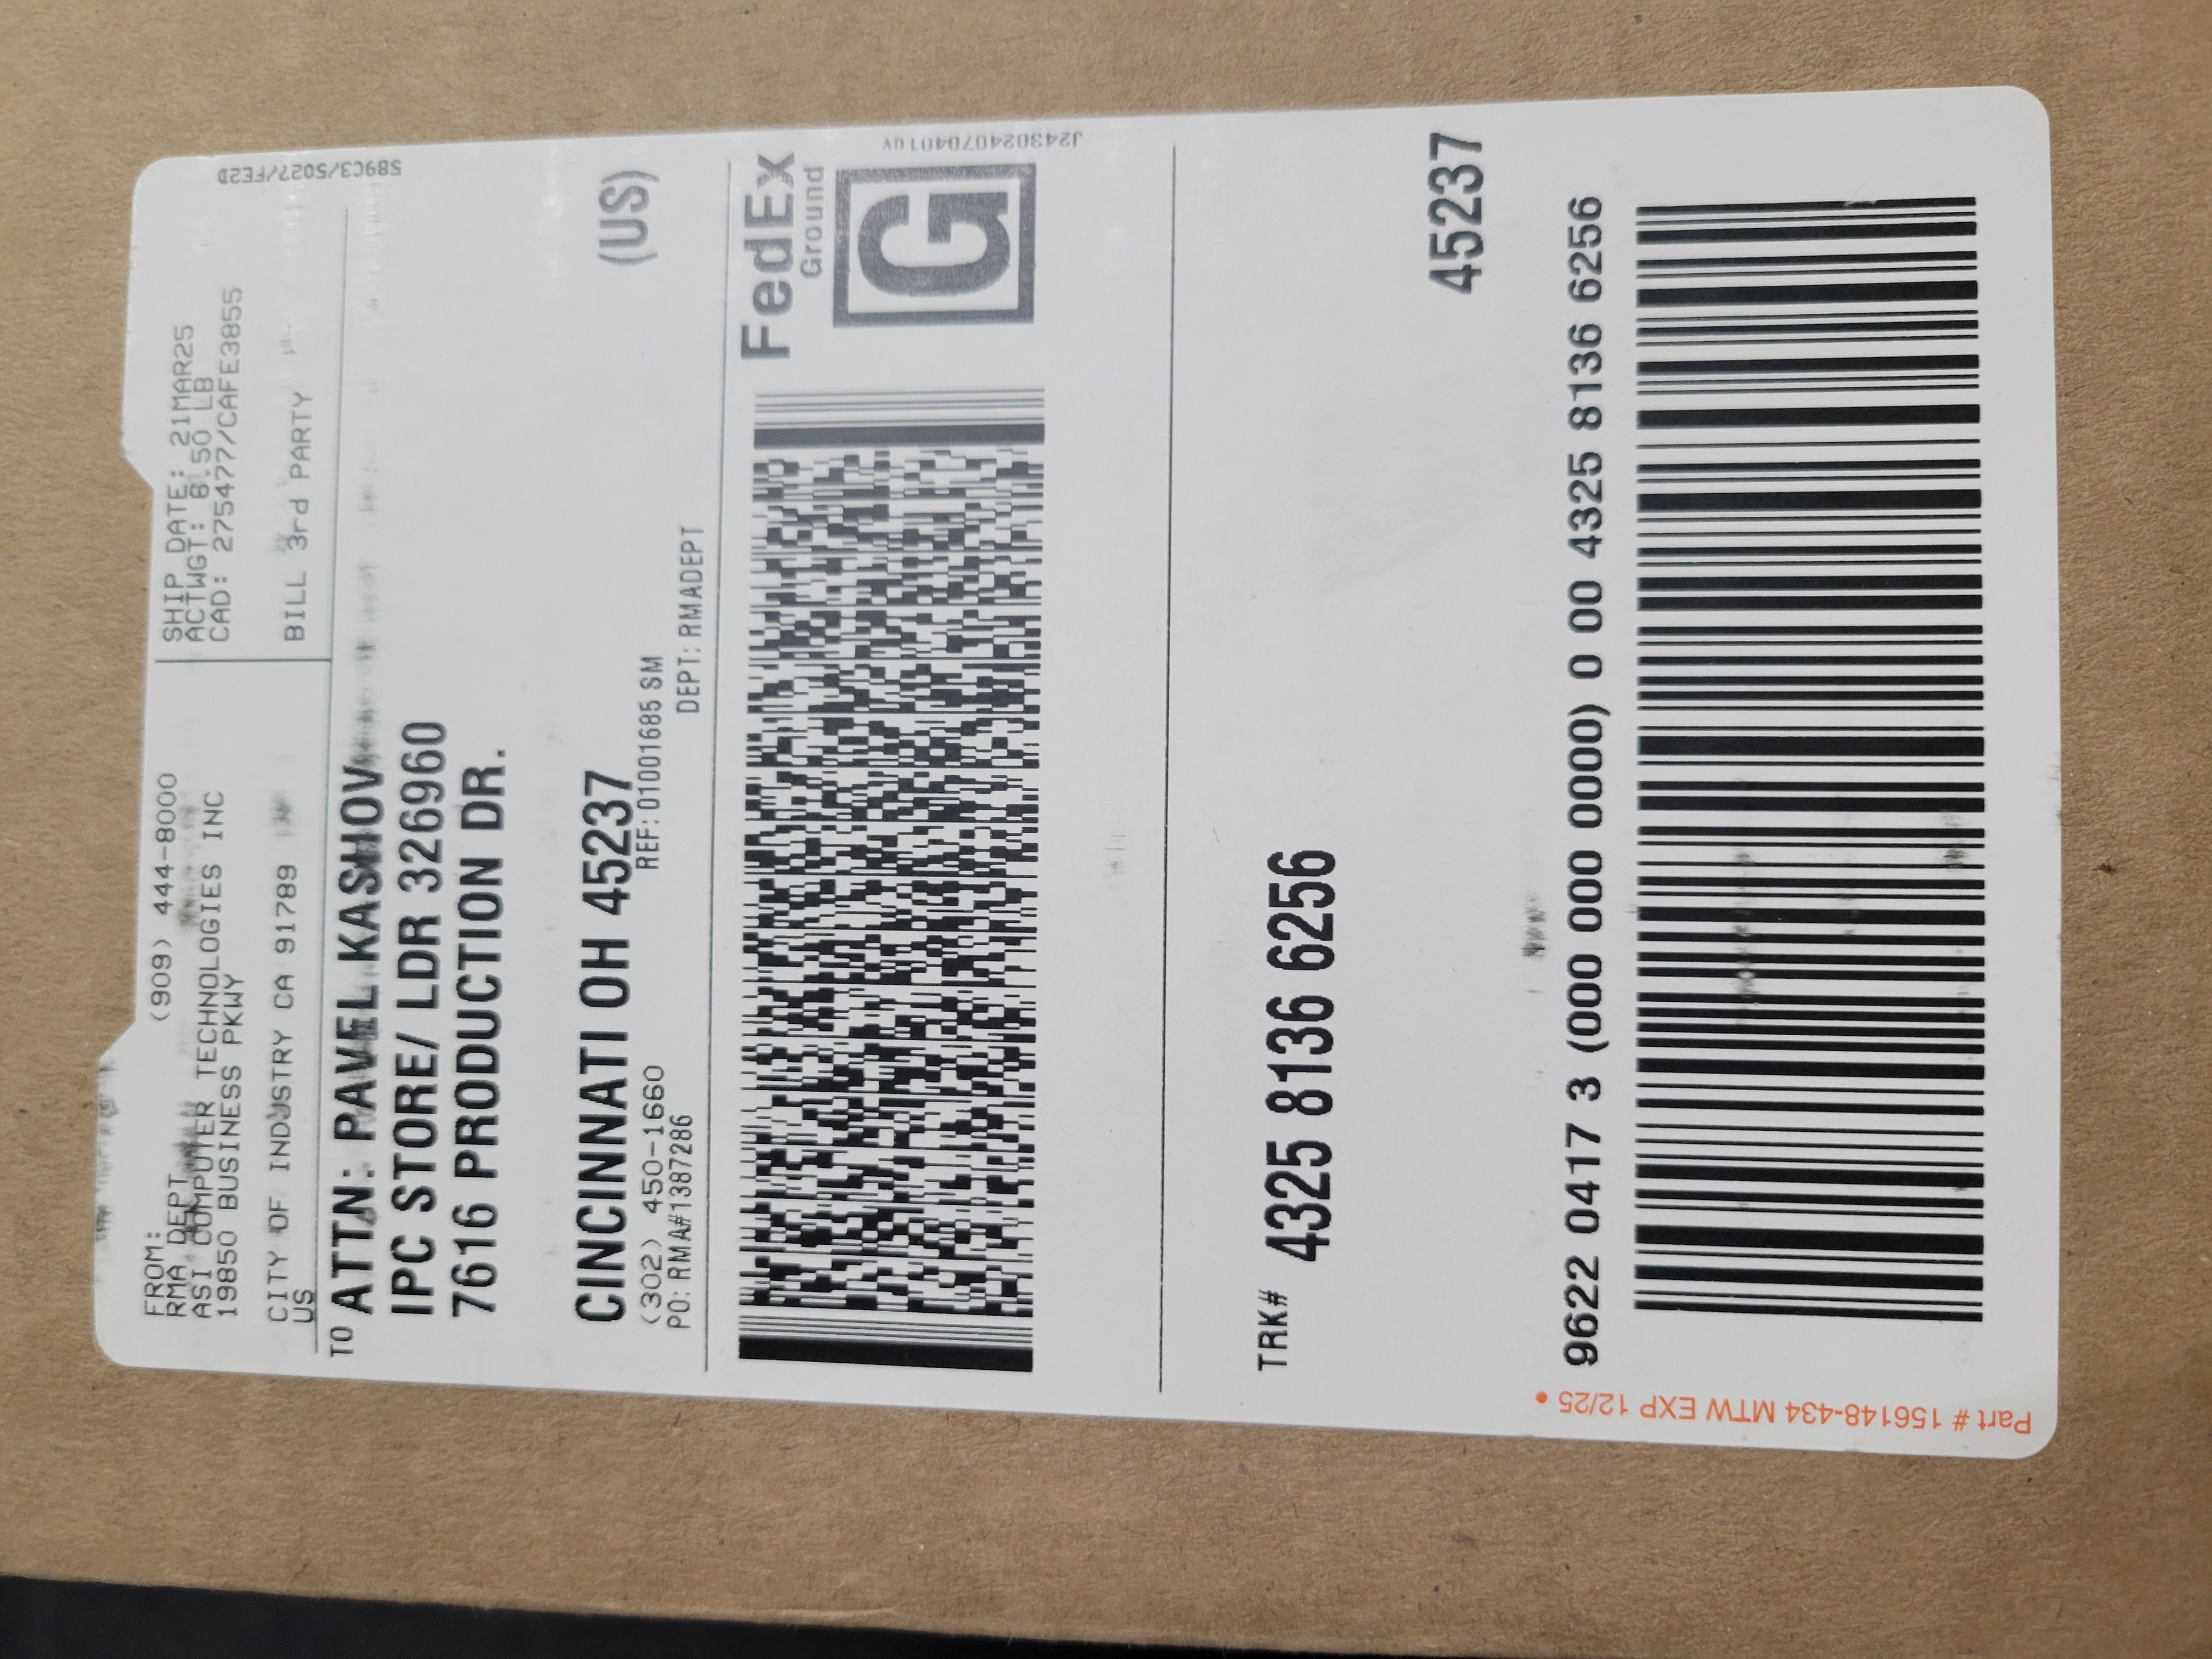 FROM:
(909) 444-8000
RMA DEPT
ASI COMPUTER TECHNOLOGIES INC
19850 BUSINESS PKWY
CITY OF INDUSTRY CA 91789
US
SHIP DATE: 21MAR25
ACTWGT: 8.50 LB
CAD: 275477/CAFE3855
BILL 3rd PARTY
589C3/5027/FE2D
TO ATTN: PAVEL KASHOV
IPC STORE/ LDR 326960
7616 PRODUCTION DR.
CINCINNATI OH 45237 (US)
(302) 450-1660 REF: 01001685 SM
PO: RMA#1387286 DEPT: RMADEPT
FedEx
Ground
G
J243024070401uv
TRK# 4325 8136 6256
45237
9622 0417 3 (000 000 0000) 0 00 4325 8136 6256
Part # 156148-434 MTW EXP 12/25 •